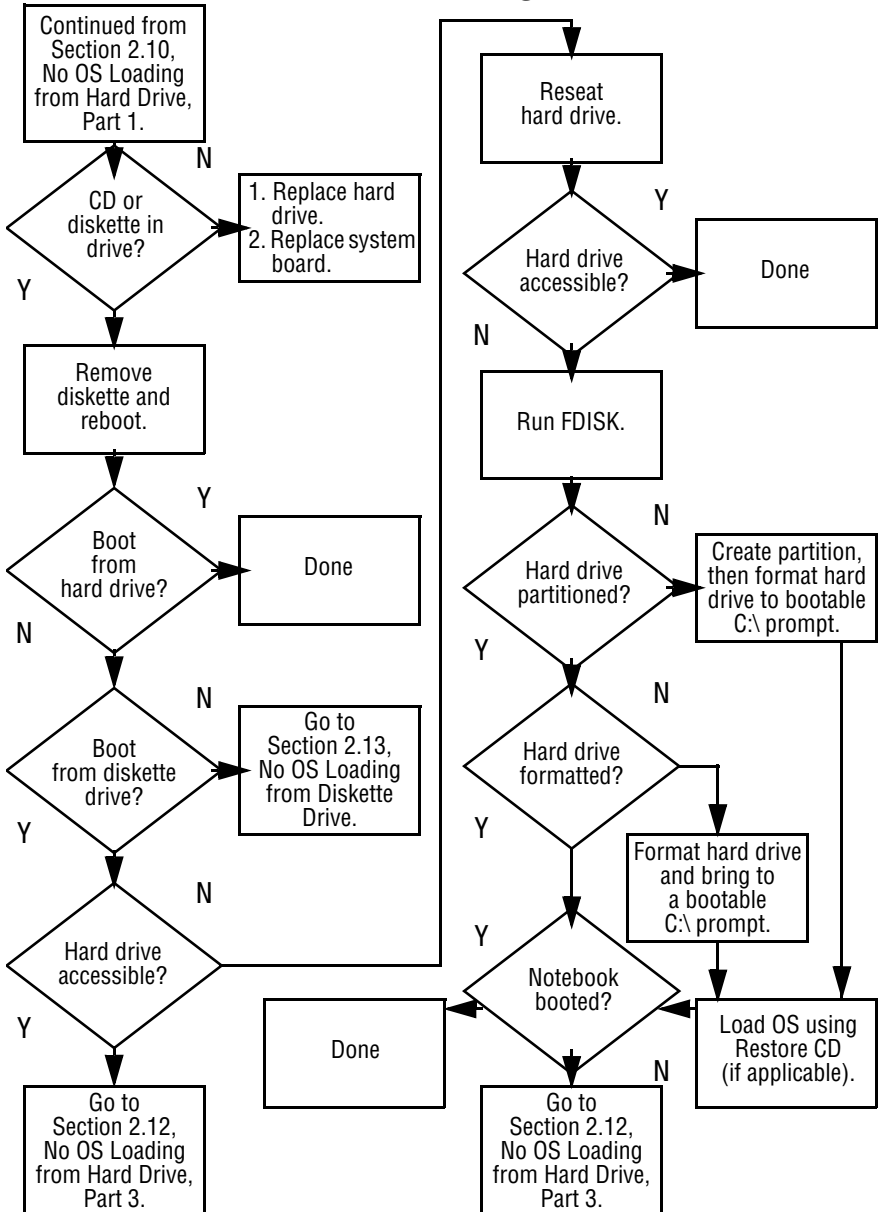 Continued from
Section 2.10,
No OS Loading
from Hard Drive,
Part 1.
N
CD or
diskette in
drive?
1. Replace hard
drive.
2. Replace system
board.
Y
Remove
diskette and
reboot.
Y
Boot
from
hard drive?
Done
N
N
Boot
from diskette
drive?
Go to
Section 2.13,
No OS Loading
from Diskette
Drive.
Y
N
Hard drive
accessible?
Y
Go to
Section 2.12,
No OS Loading
from Hard Drive,
Part 3.
Reseat
hard drive.
Y
Hard drive
accessible?
Done
N
Run FDISK.
N
Hard drive
partitioned?
Create partition,
then format hard
drive to bootable
C:\ prompt.
Y
N
Hard drive
formatted?
Y
Format hard drive
and bring to
a bootable
C:\ prompt.
Y
Notebook
booted?
Done
Load OS using
Restore CD
(if applicable).
N
Go to
Section 2.12,
No OS Loading
from Hard Drive,
Part 3.